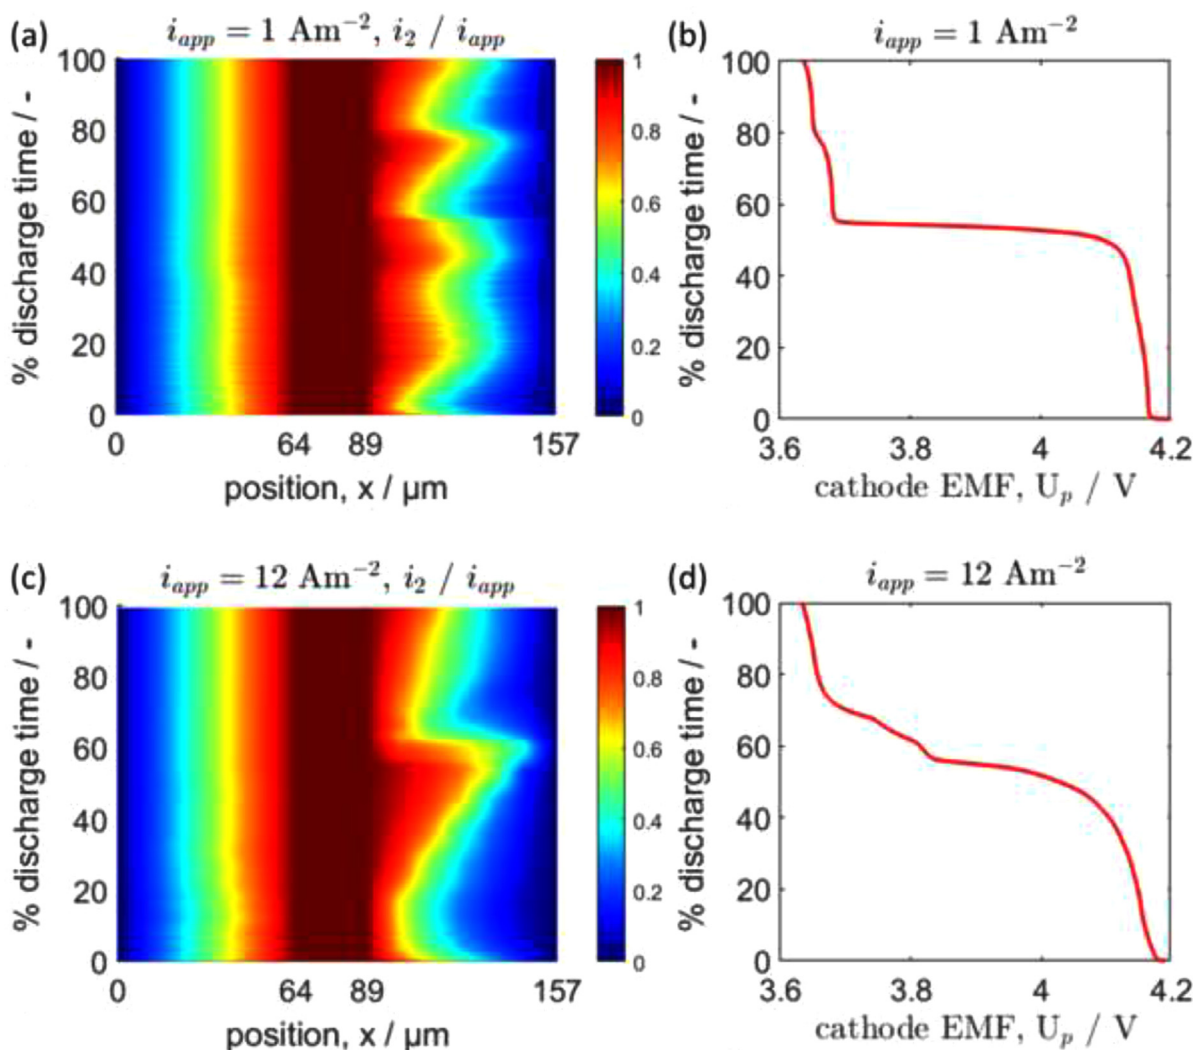 (a) i_app = 1 Am⁻², i₂ / i_app
% discharge time / -
100
80
60
40
20
0
0 64 89 157
position, x / μm
1
0.8
0.6
0.4
0.2
0
(b) i_app = 1 Am⁻²
% discharge time / -
100
80
60
40
20
0
3.6 3.8 4 4.2
cathode EMF, U_p / V
(c) i_app = 12 Am⁻², i₂ / i_app
% discharge time / -
100
80
60
40
20
0
0 64 89 157
position, x / μm
1
0.8
0.6
0.4
0.2
0
(d) i_app = 12 Am⁻²
% discharge time / -
100
80
60
40
20
0
3.6 3.8 4 4.2
cathode EMF, U_p / V